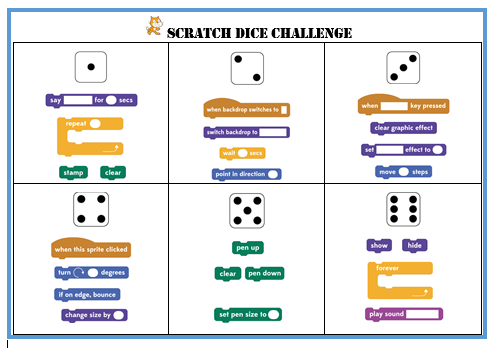 SCRATCH DICE CHALLENGE
say for secs
repeat
stamp clear
when backdrop switches to
switch backdrop to
wait secs
point in direction
when key pressed
clear graphic effect
set effect to
move steps
when this sprite clicked
turn degrees
if on edge, bounce
change size by
pen up
clear pen down
set pen size to
show hide
forever
play sound